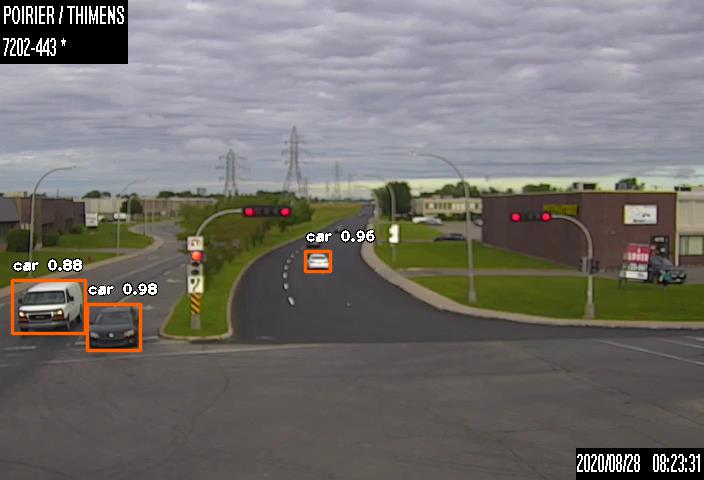 POIRIER / THIMENS
7202-443 *
car 0.96
car 0.88
car 0.98
2020/08/28 08:23:31